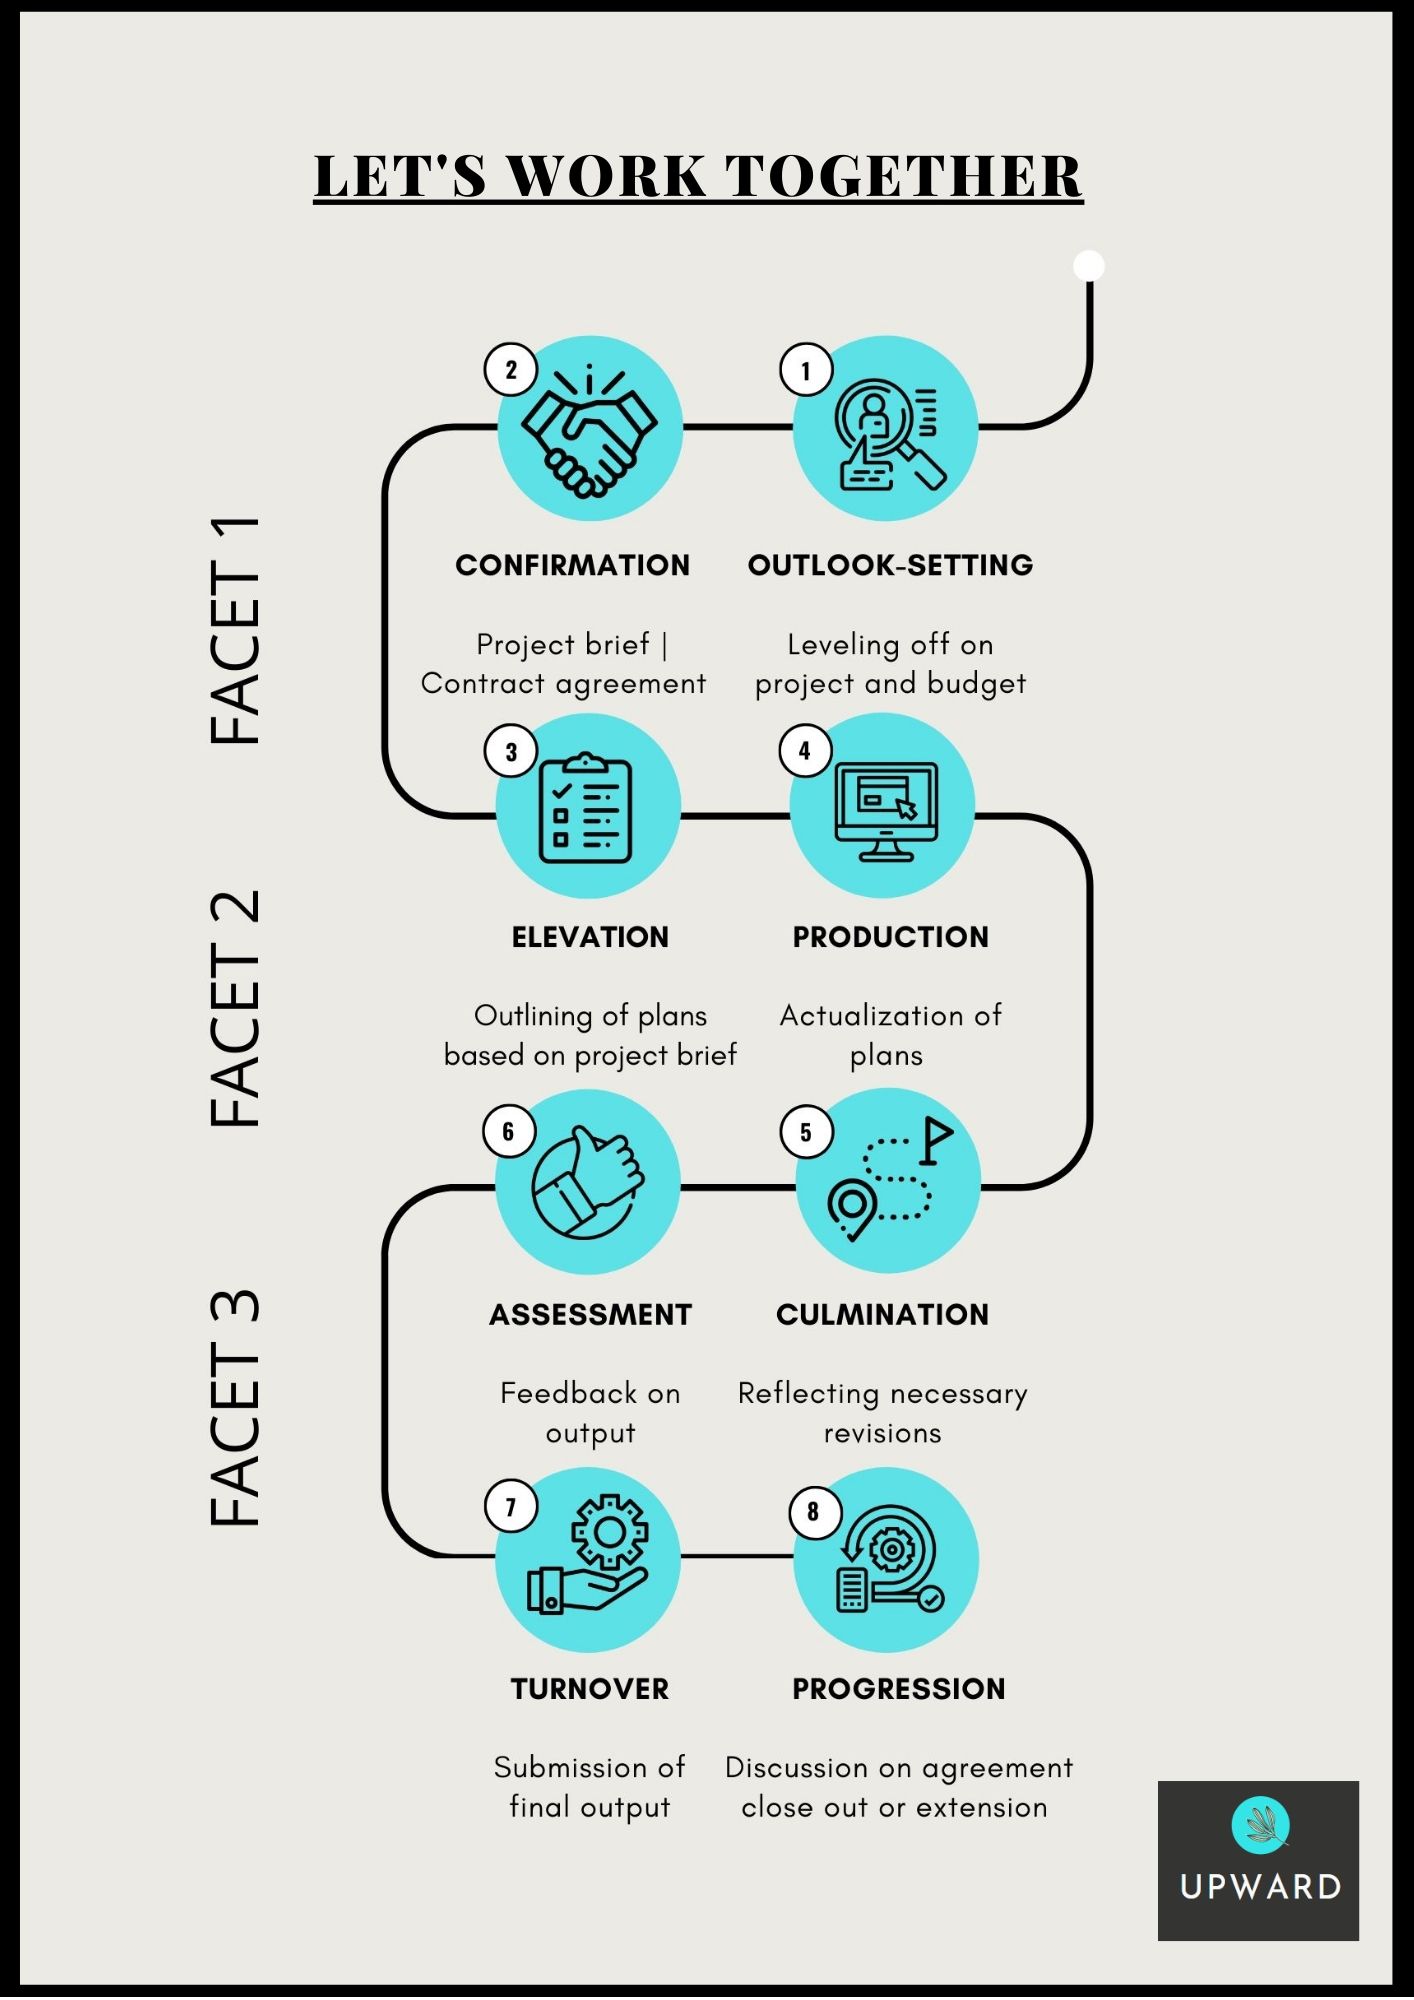 LET'S WORK TOGETHER
FACET 1
1
OUTLOOK-SETTING
Leveling off on
project and budget
2
CONFIRMATION
Project brief |
Contract agreement
FACET 2
3
ELEVATION
Outlining of plans
based on project brief
4
PRODUCTION
Actualization of
plans
5
CULMINATION
Reflecting necessary
revisions
FACET 3
6
ASSESSMENT
Feedback on
output
7
TURNOVER
Submission of
final output
8
PROGRESSION
Discussion on agreement
close out or extension
UPWARD